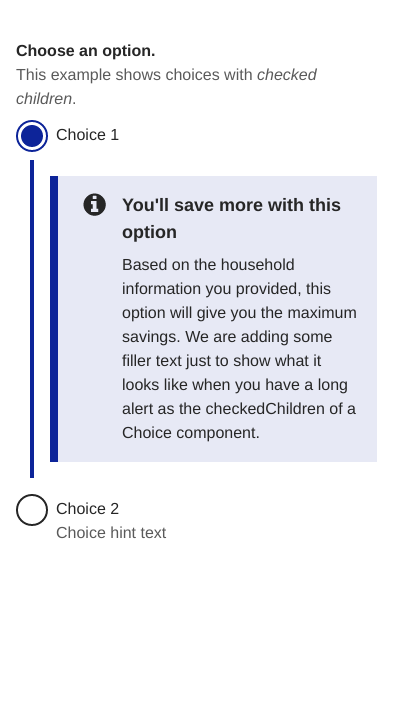 Choose an option.
This example shows choices with checked
children.
Choice 1
You'll save more with this
option
Based on the household
information you provided, this
option will give you the maximum
savings. We are adding some
filler text just to show what it
looks like when you have a long
alert as the checkedChildren of a
Choice component.
Choice 2
Choice hint text